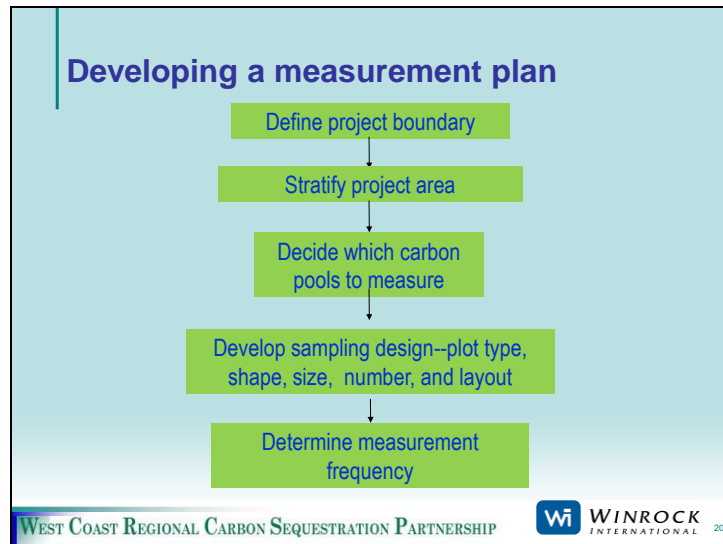 Developing a measurement plan
Define project boundary
Stratify project area
Decide which carbon
pools to measure
Develop sampling design--plot type,
shape, size, number, and layout
Determine measurement
frequency
WEST COAST REGIONAL CARBON SEQUESTRATION PARTNERSHIP
Wi WINROCK
INTERNATIONAL 20